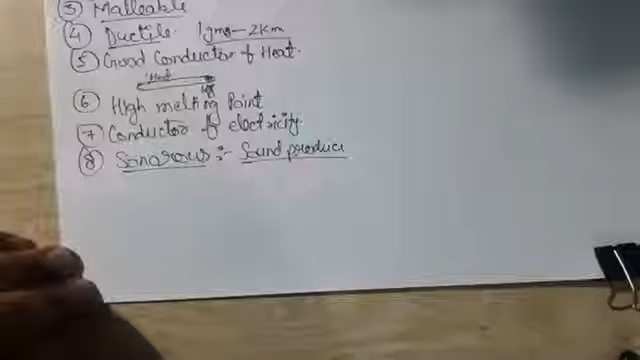 ③ Malleable
④ Ductile. 1gm - 2km
⑤ Good Conductor of Heat.
Heat
⑥ High melting Point
⑦ Conductor of electricity.
⑧ Sonorous :- Sound produce